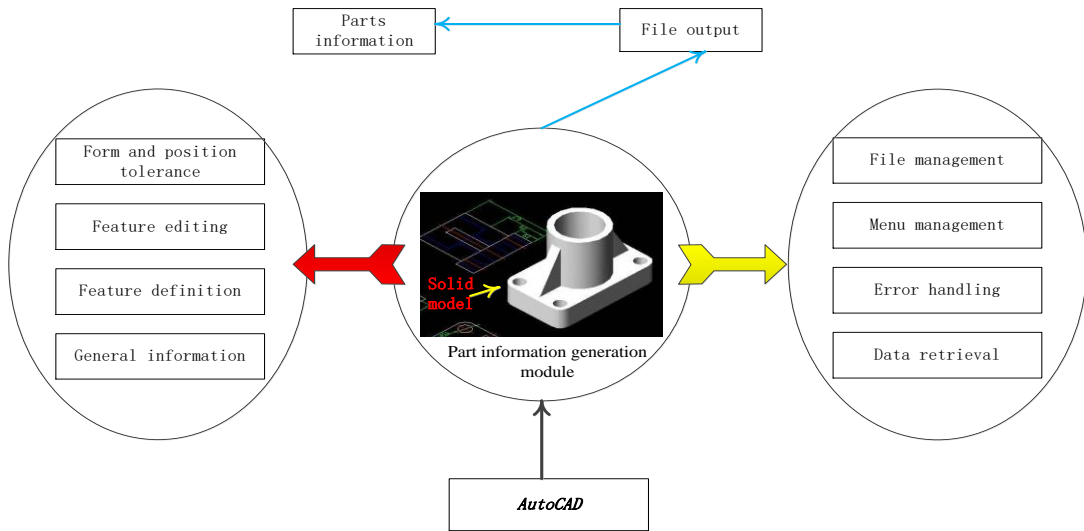 Parts
information
File output
Form and position
tolerance
Feature editing
Feature definition
General information
Solid
model
Part information generation
module
File management
Menu management
Error handling
Data retrieval
AutoCAD